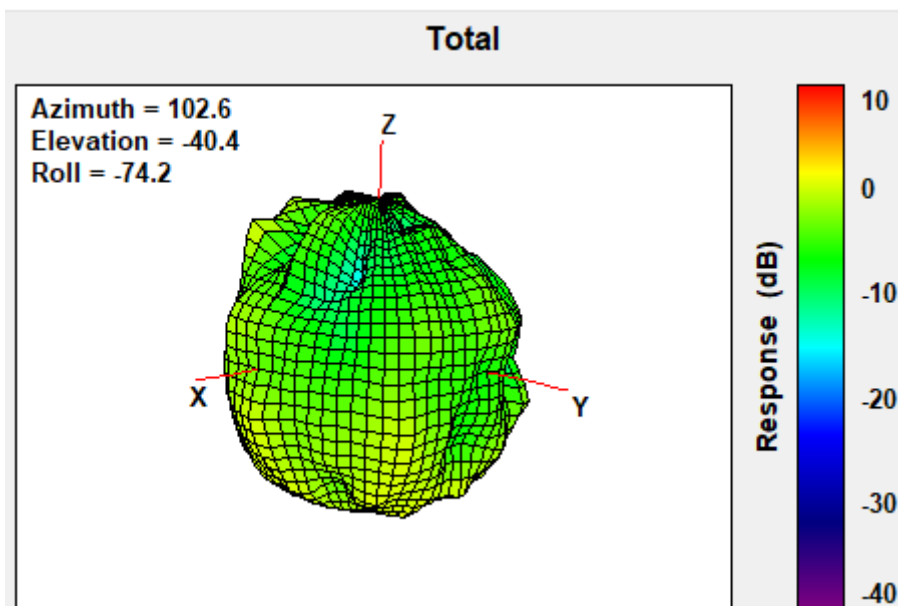 Total
Azimuth = 102.6
Elevation = -40.4
Roll = -74.2
Z
X
Y
Response (dB)
10
0
-10
-20
-30
-40